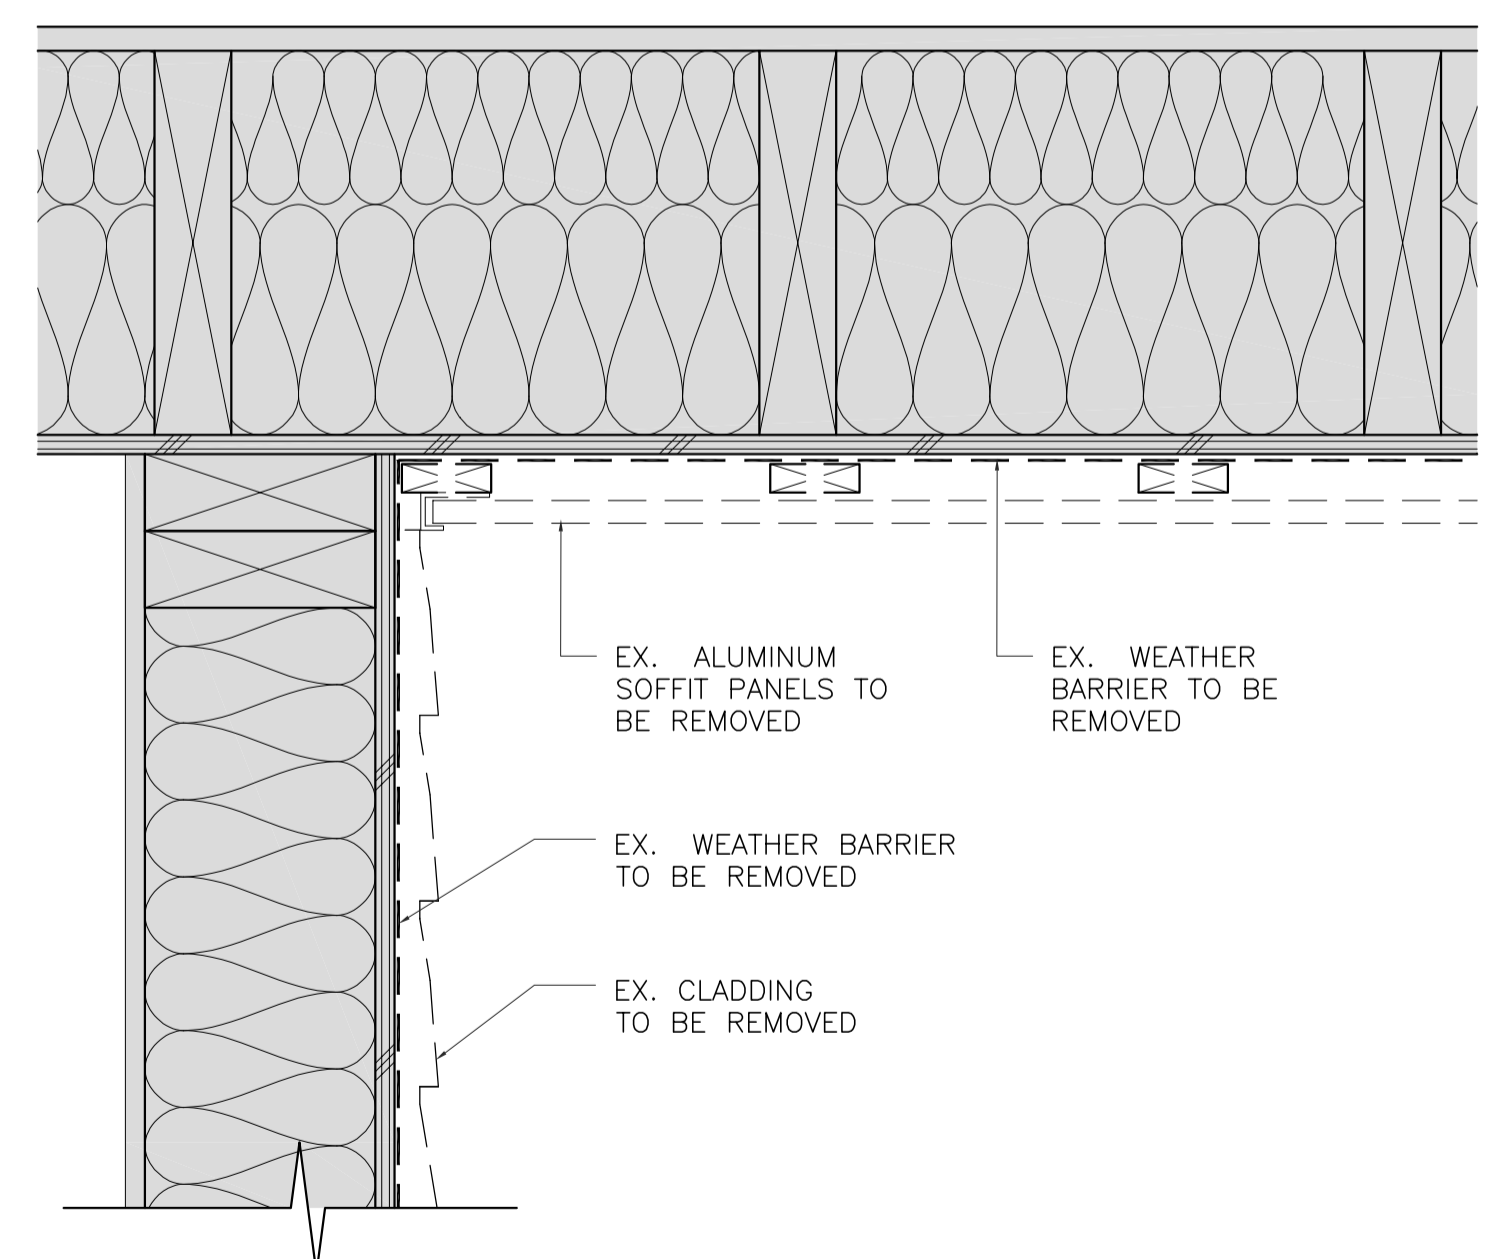 EX. ALUMINUM
SOFFIT PANELS TO
BE REMOVED
EX. WEATHER
BARRIER TO BE
REMOVED
EX. WEATHER BARRIER
TO BE REMOVED
EX. CLADDING
TO BE REMOVED